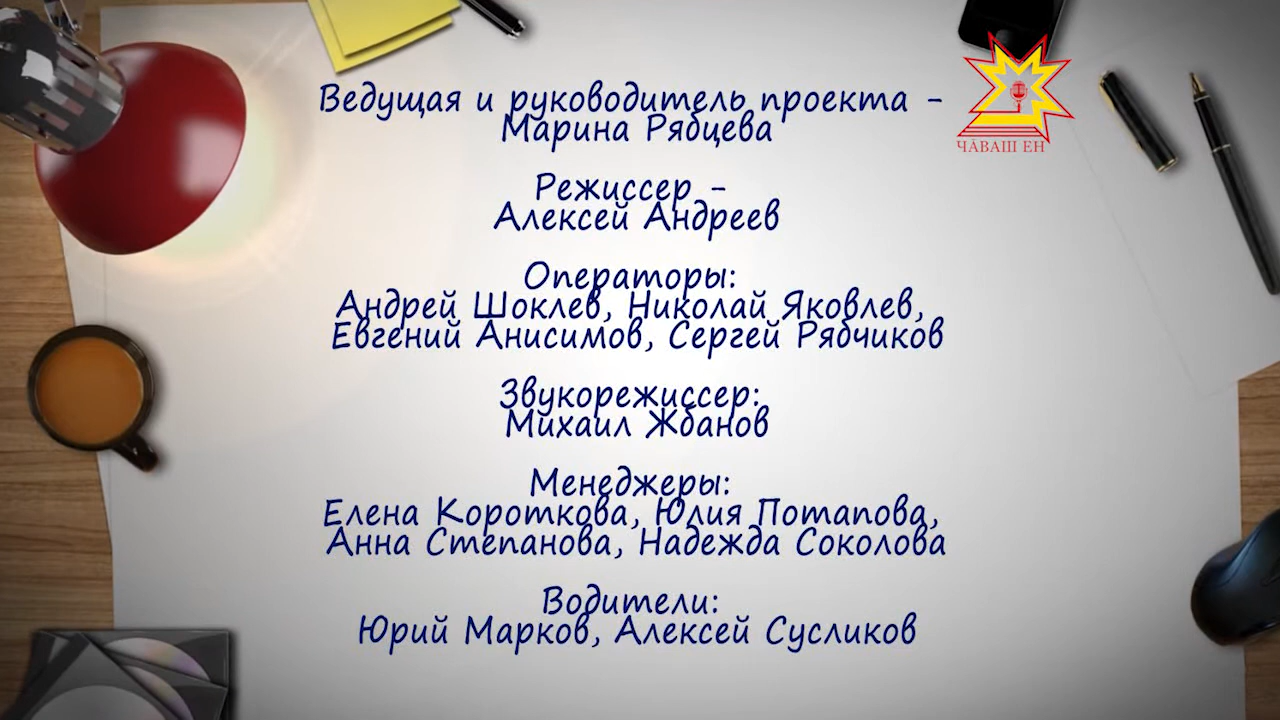 Ведущая и руководитель проекта -
Марина Рябцева
Режиссер -
Алексей Андреев
Операторы:
Андрей Шоклев, Николай Яковлев,
Евгений Анисимов, Сергей Рябчиков
Звукорежиссер:
Михаил Жбанов
Менеджеры:
Елена Короткова, Юлия Потапова,
Анна Степанова, Надежда Соколова
Водители:
Юрий Марков, Алексей Сусликов
ЧӐВАШ ЕН